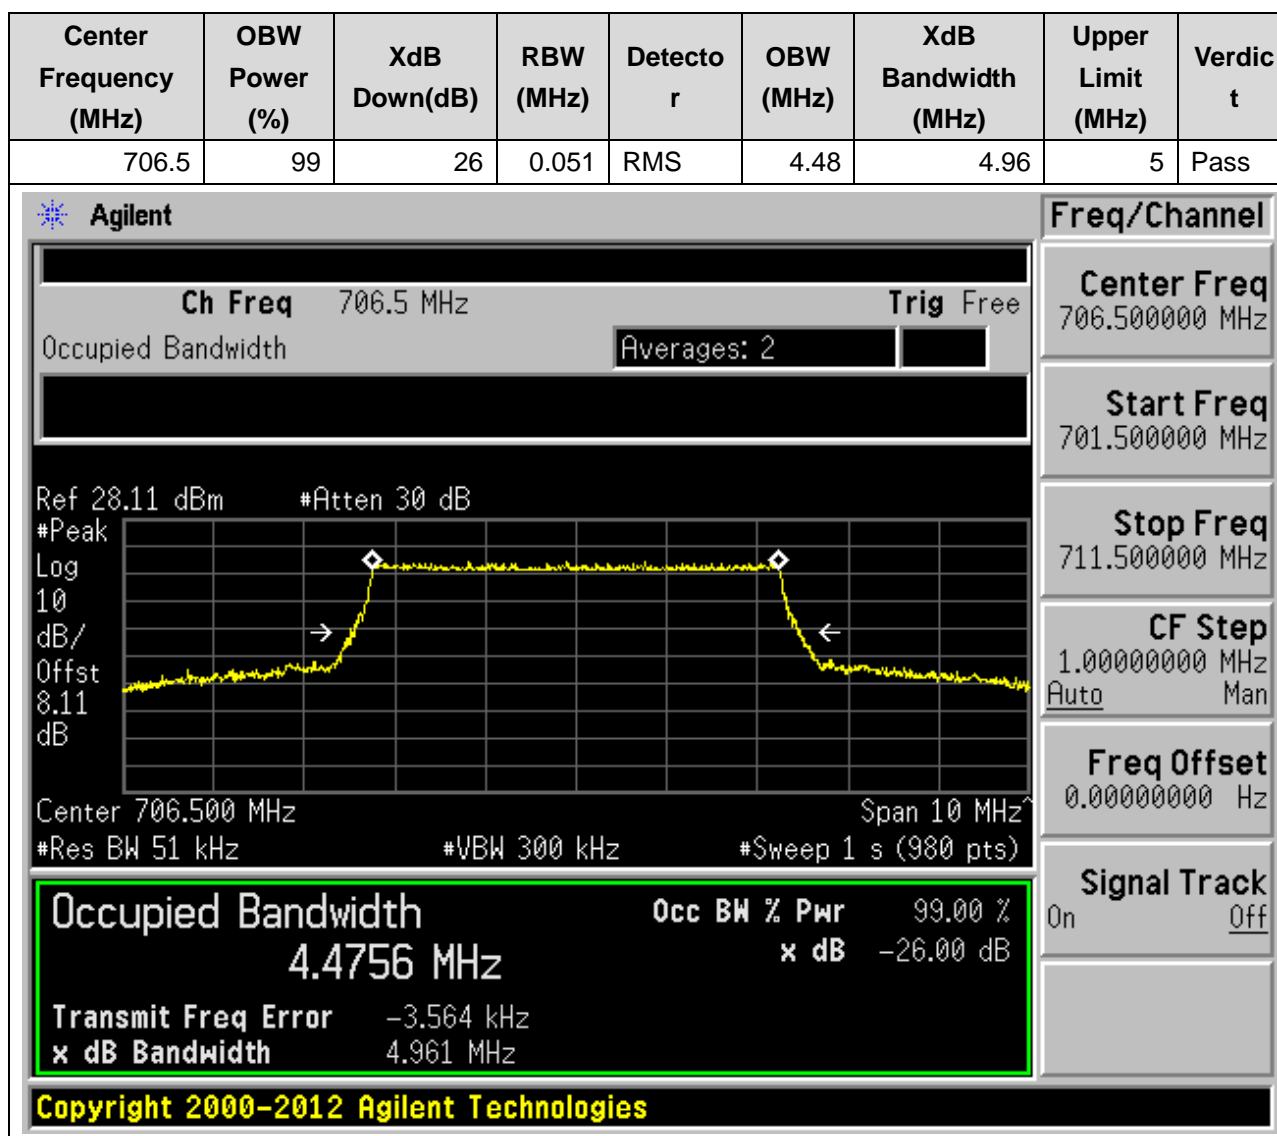 Center Frequency (MHz) OBW Power (%) XdB Down(dB) RBW (MHz) Detecto r OBW (MHz) XdB Bandwidth (MHz) Upper Limit (MHz) Verdic t
706.5 99 26 0.051 RMS 4.48 4.96 5 Pass
Agilent
Freq/Channel
Ch Freq 706.5 MHz Trig Free
Occupied Bandwidth Averages: 2
Ref 28.11 dBm #Atten 30 dB
#Peak
Log
10
dB/
Offst
8.11
dB
Center 706.500 MHz Span 10 MHz^
#Res BW 51 kHz #VBW 300 kHz #Sweep 1 s (980 pts)
Occupied Bandwidth Occ BW % Pwr 99.00 %
4.4756 MHz x dB -26.00 dB
Transmit Freq Error -3.564 kHz
x dB Bandwidth 4.961 MHz
Center Freq
706.500000 MHz
Start Freq
701.500000 MHz
Stop Freq
711.500000 MHz
CF Step
1.00000000 MHz
Auto Man
Freq Offset
0.00000000 Hz
Signal Track
On Off
Copyright 2000-2012 Agilent Technologies